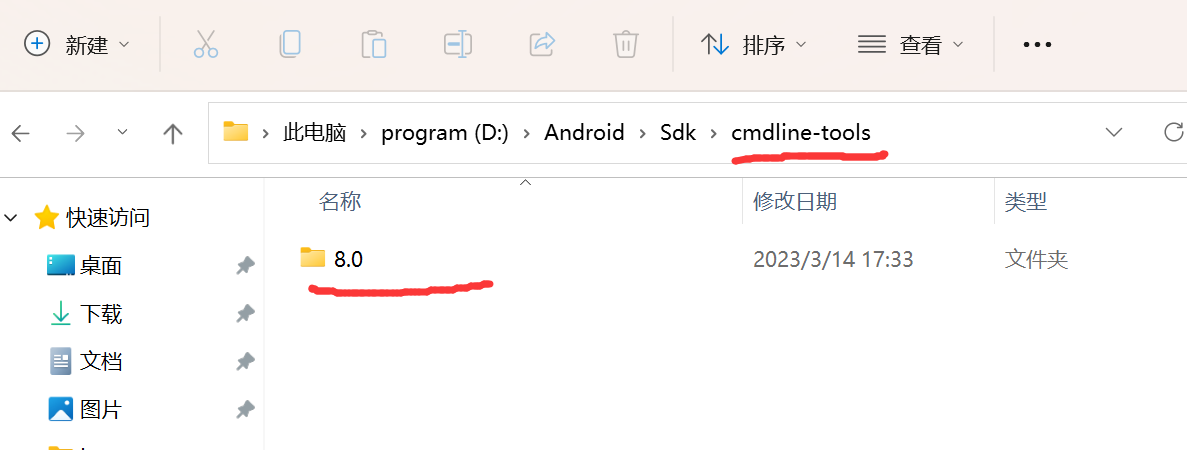 新建 排序 查看
此电脑 program (D:) Android Sdk cmdline-tools
名称 修改日期 类型
快速访问
8.0 2023/3/14 17:33 文件夹
桌面
下载
文档
图片